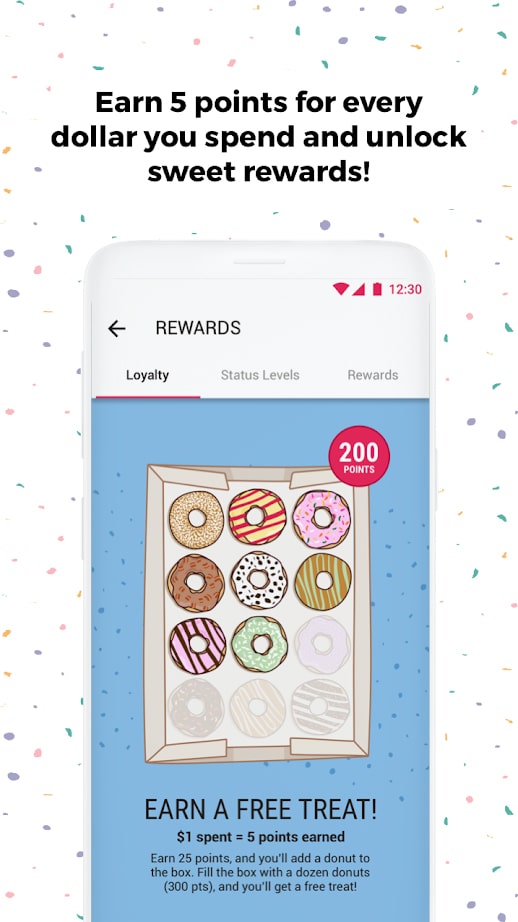 Earn 5 points for every
dollar you spend and unlock
sweet rewards!
12:30
REWARDS
Loyalty Status Levels Rewards
200
POINTS
EARN A FREE TREAT!
$1 spent = 5 points earned
Earn 25 points, and you'll add a donut to
the box. Fill the box with a dozen donuts
(300 pts), and you'll get a free treat!